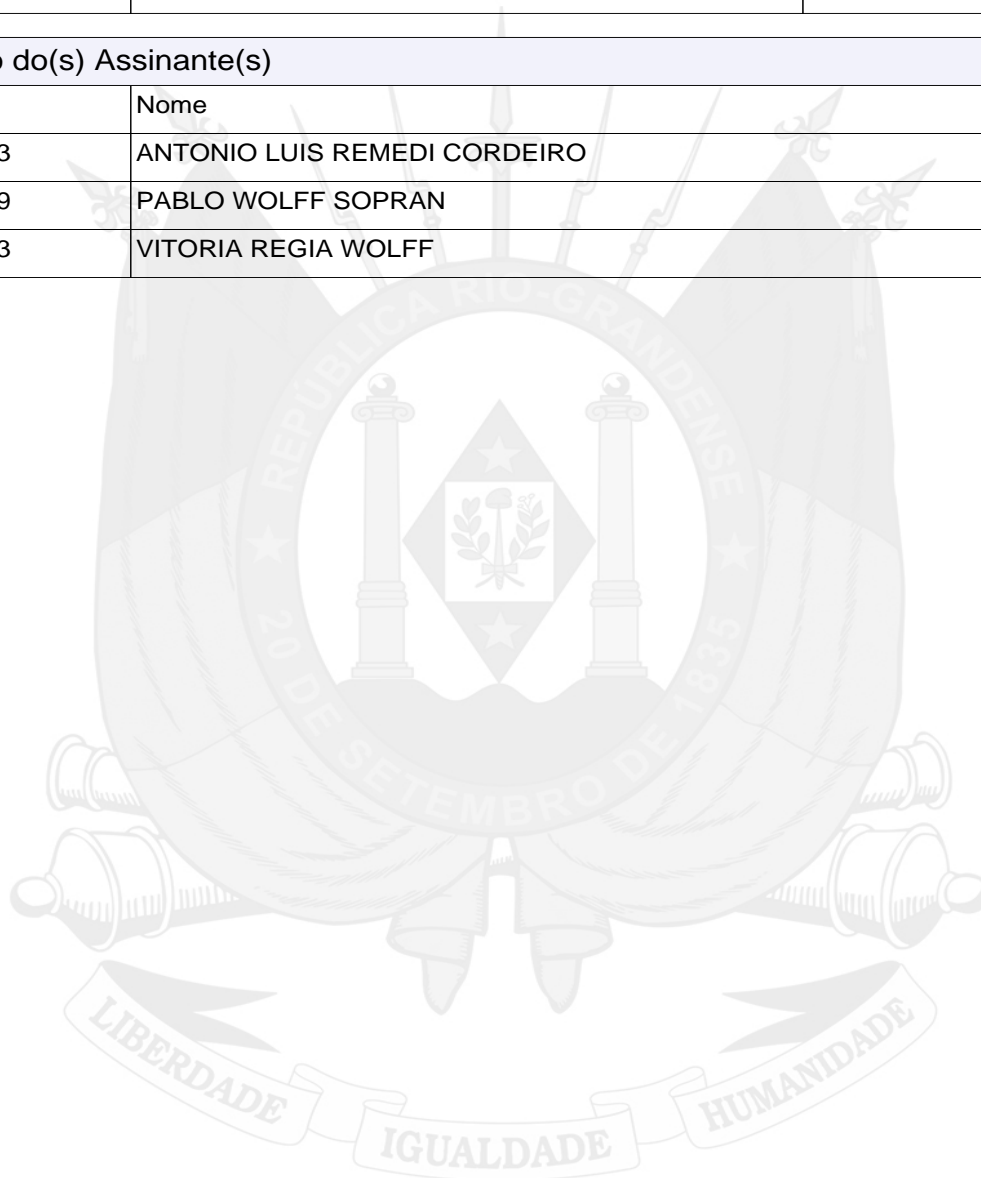 o do(s) Assinante(s)
Nome
3 ANTONIO LUIS REMEDI CORDEIRO
9 PABLO WOLFF SOPRAN
3 VITORIA REGIA WOLFF
REPÚBLICA RIO-GRANDENSE
20 DE SETEMBRO DE 1835
LIBERDADE IGUALDADE HUMANIDADE